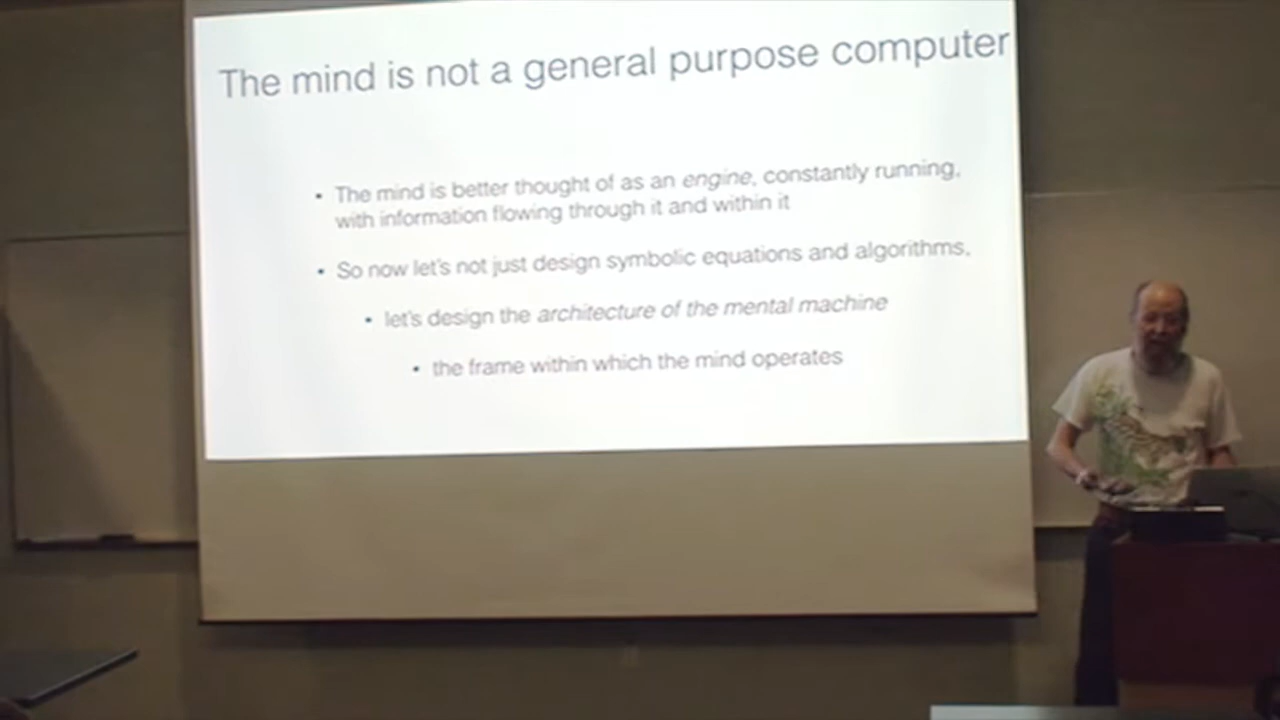 The mind is not a general purpose computer
• The mind is better thought of as an engine, constantly running,
with information flowing through it and within it
• So now let's not just design symbolic equations and algorithms,
• let's design the architecture of the mental machine
• the frame within which the mind operates